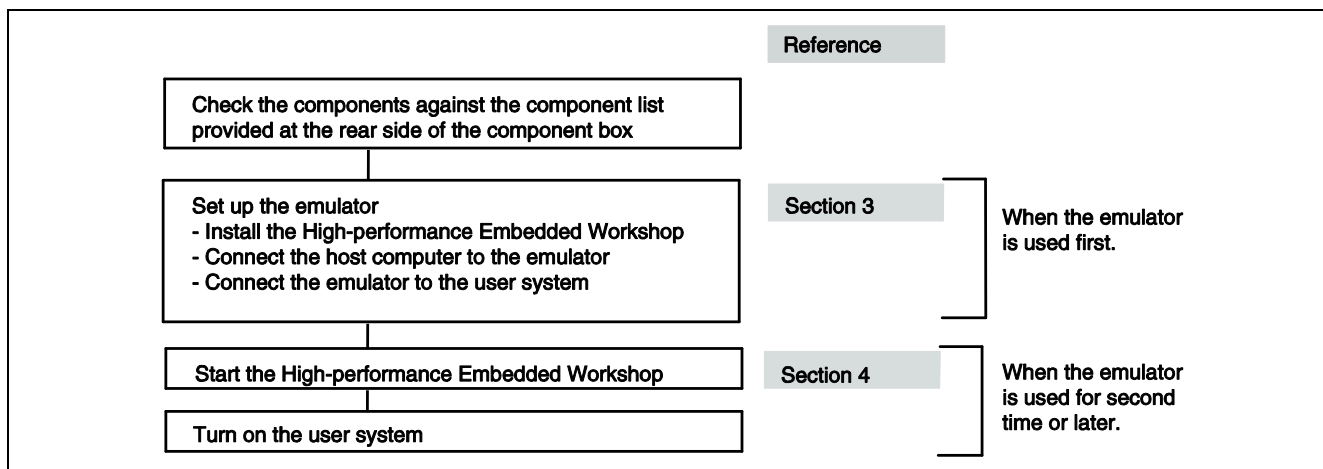 Reference
Check the components against the component list
provided at the rear side of the component box
Set up the emulator
- Install the High-performance Embedded Workshop
- Connect the host computer to the emulator
- Connect the emulator to the user system
Section 3
When the emulator
is used first.
Start the High-performance Embedded Workshop
Section 4
When the emulator
is used for second
time or later.
Turn on the user system